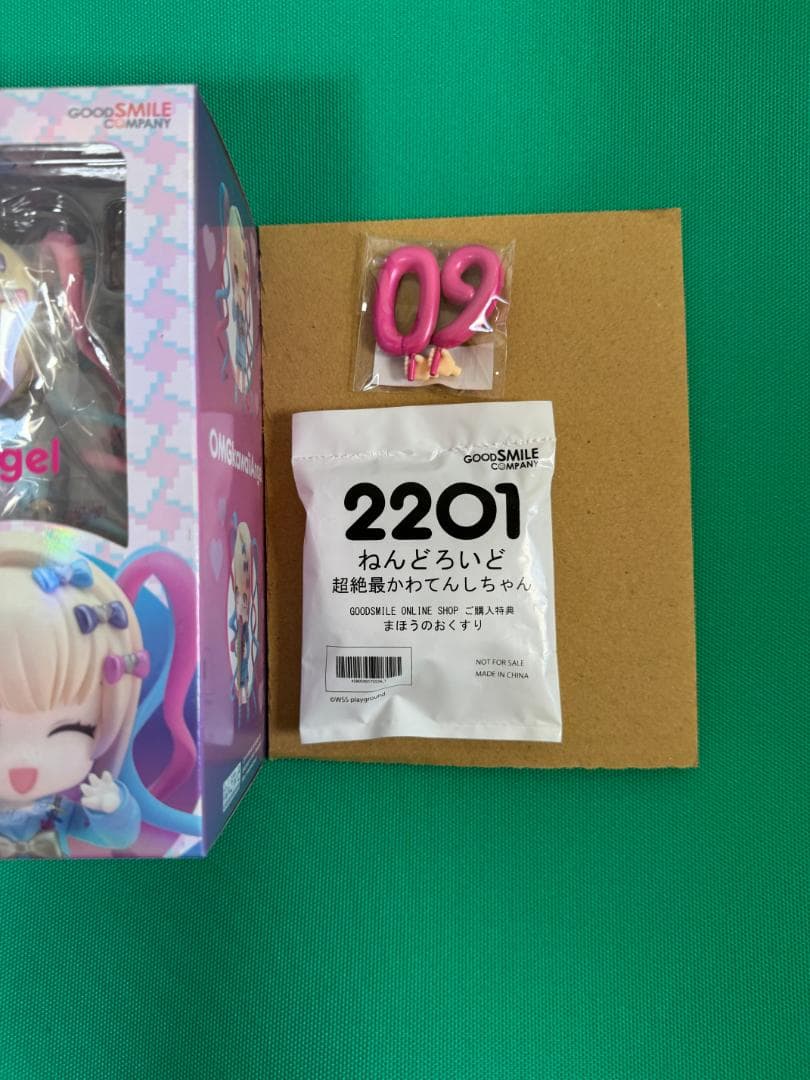 GOODSMILE
COMPANY
gel
OMGkawaiiAngel
09
GOODSMILE
COMPANY
2201
ねんどろいど
超絶最かわてんしちゃん
GOODSMILE ONLINE SHOP ご購入特典
まほうのおくすり
NOT FOR SALE
MADE IN CHINA
©WSS playground